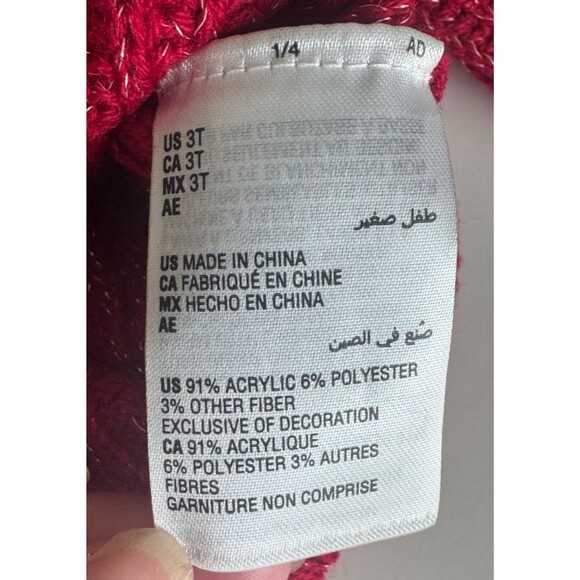 1/4 AD
US 3T
CA 3T
MX 3T
AE
طفل صغير
US MADE IN CHINA
CA FABRIQUÉ EN CHINE
MX HECHO EN CHINA
AE
صُنع في الصين
US 91% ACRYLIC 6% POLYESTER
3% OTHER FIBER
EXCLUSIVE OF DECORATION
CA 91% ACRYLIQUE
6% POLYESTER 3% AUTRES
FIBRES
GARNITURE NON COMPRISE